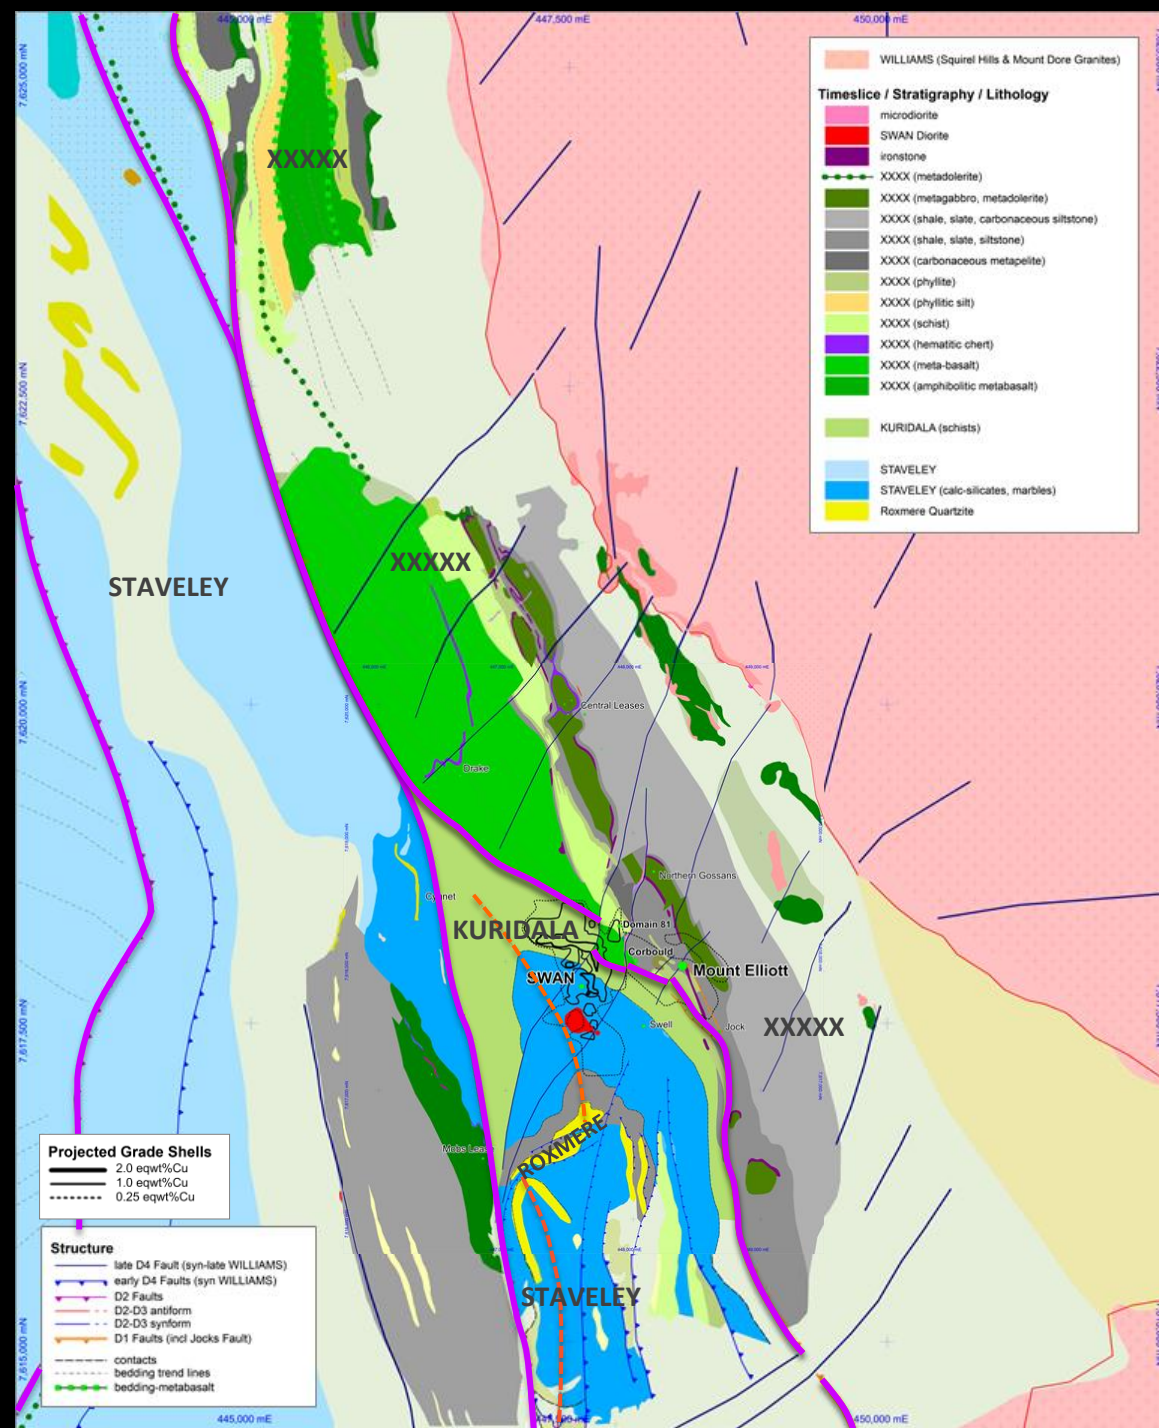 445,000 mE
447,500 mE
450,000 mE
7,625,000 mN
WILLIAMS (Squirel Hills & Mount Dore Granites)
Timeslice / Stratigraphy / Lithology
microdiorite
SWAN Diorite
ironstone
XXXX (metadolerite)
XXXX (metagabbro, metadolerite)
XXXX (shale, slate, carbonaceous siltstone)
XXXX (shale, slate, siltstone)
XXXX (carbonaceous metapelite)
XXXX (phyllite)
XXXX (phyllitic silt)
XXXX (schist)
XXXX (hematitic chert)
XXXX (meta-basalt)
XXXX (amphibolitic metabasalt)
KURIDALA (schists)
STAVELEY
STAVELEY (calc-silicates, marbles)
Roxmere Quartzite
XXXXX
7,622,500 mN
XXXXX
STAVELEY
7,620,000 mN
Central Leases
Drake
Northern Gossans
Cygnet
KURIDALA
Domain 81
Corbould
Mount Elliott
SWAN
Swell
Jock
XXXXX
7,617,500 mN
ROXMERE
Mobs Lea
STAVELEY
Projected Grade Shells
2.0 eqwt%Cu
1.0 eqwt%Cu
0.25 eqwt%Cu
Structure
late D4 Fault (syn-late WILLIAMS)
early D4 Faults (syn WILLIAMS)
D2 Faults
D2-D3 antiform
D2-D3 synform
D1 Faults (incl Jocks Fault)
contacts
bedding trend lines
bedding-metabasalt
7,615,000 mN
445,000 mE
450,000 mE